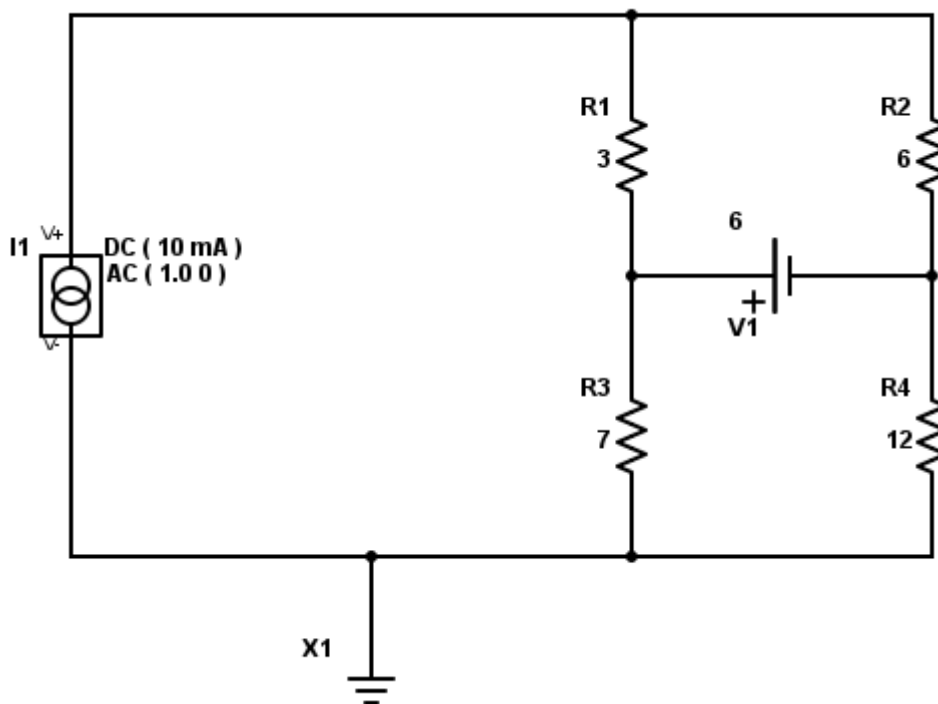 R1
3
R2
6
V+
I1
DC ( 10 mA )
AC ( 1.0 0 )
V-
6
+
V1
R3
7
R4
12
X1